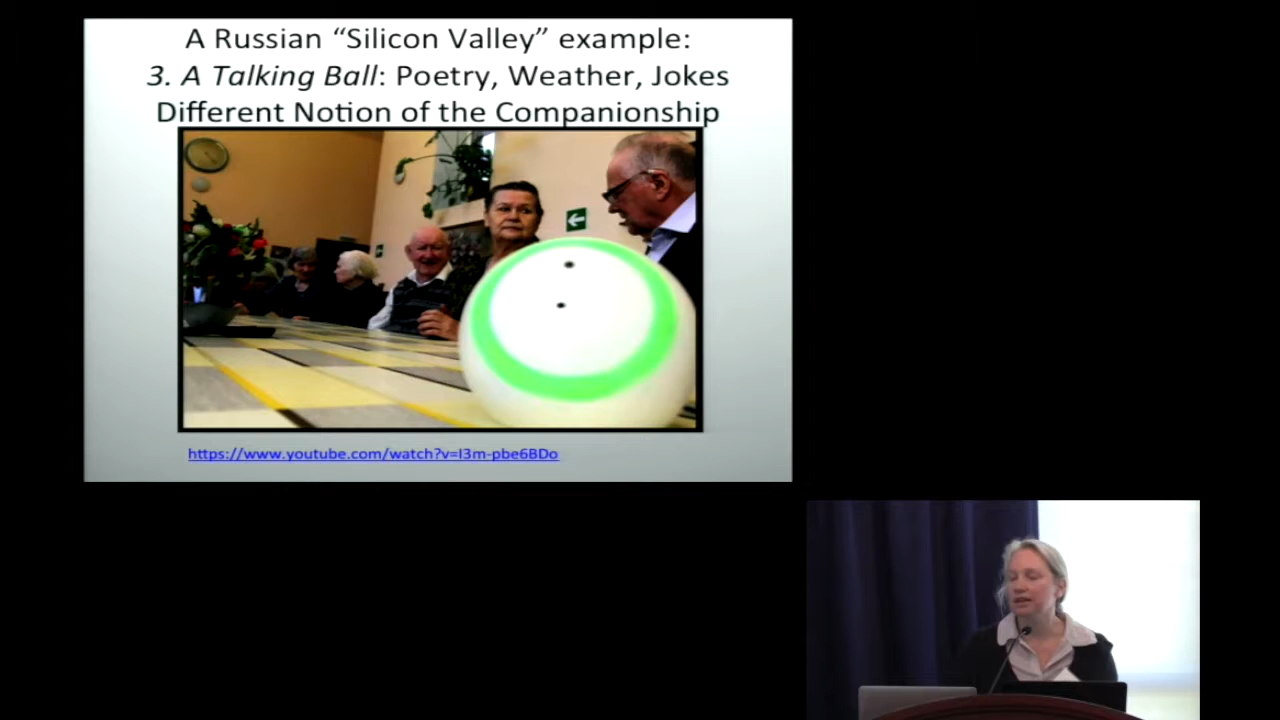 A Russian “Silicon Valley” example:
3. A Talking Ball: Poetry, Weather, Jokes
Different Notion of the Companionship
https://www.youtube.com/watch?v=I3m-pbe6BDo